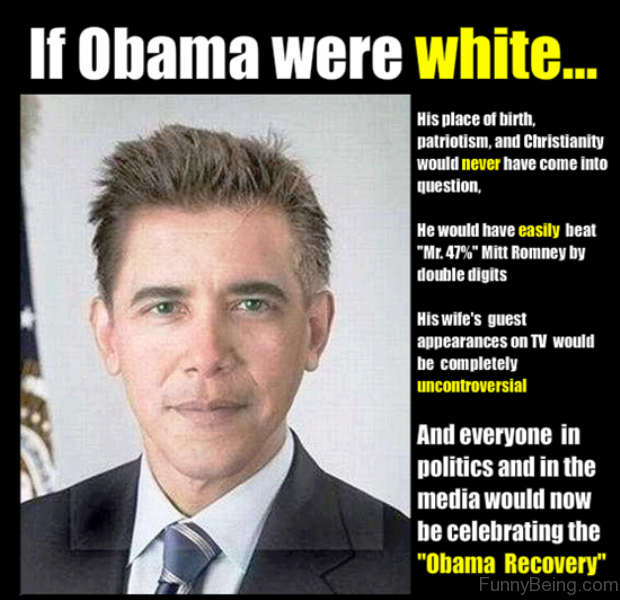 If Obama were white...
His place of birth,
patriotism, and Christianity
would never have come into
question,
He would have easily beat
"Mr. 47%" Mitt Romney by
double digits
His wife's guest
appearances on TV would
be completely
uncontroversial
And everyone in
politics and in the
media would now
be celebrating the
"Obama Recovery"
FunnyBeing.com